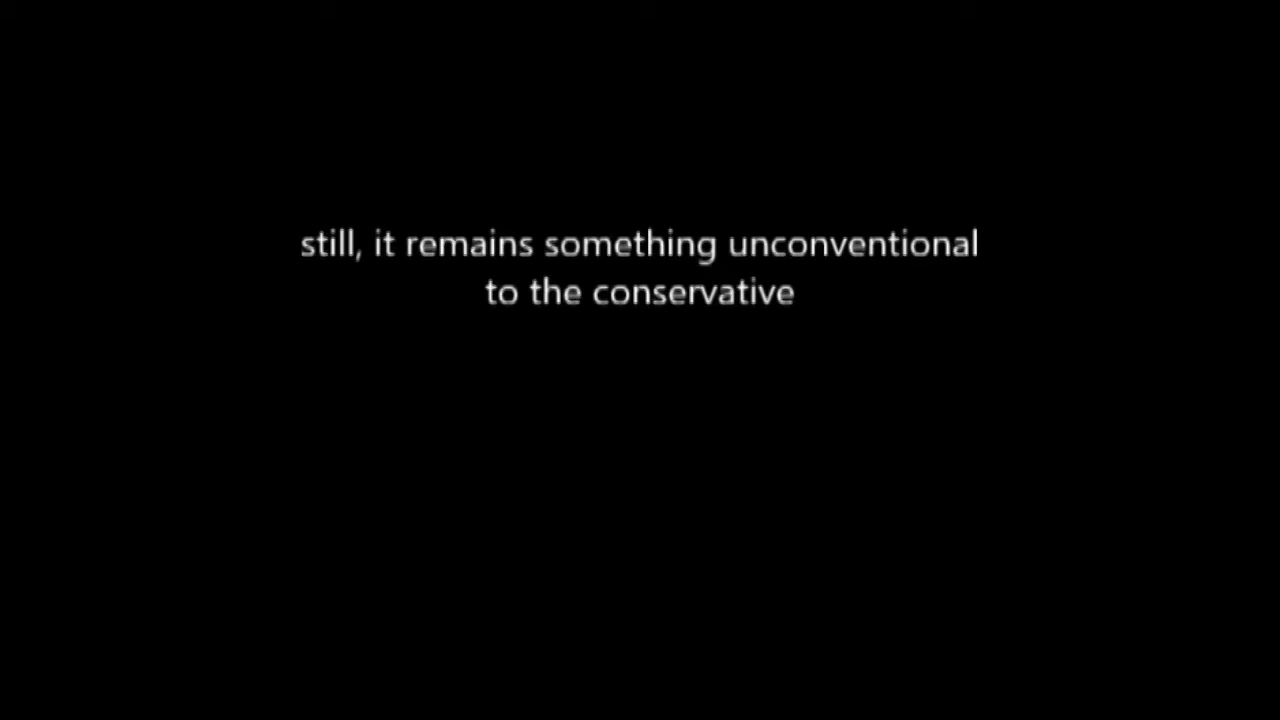 still, it remains something unconventional
to the conservative